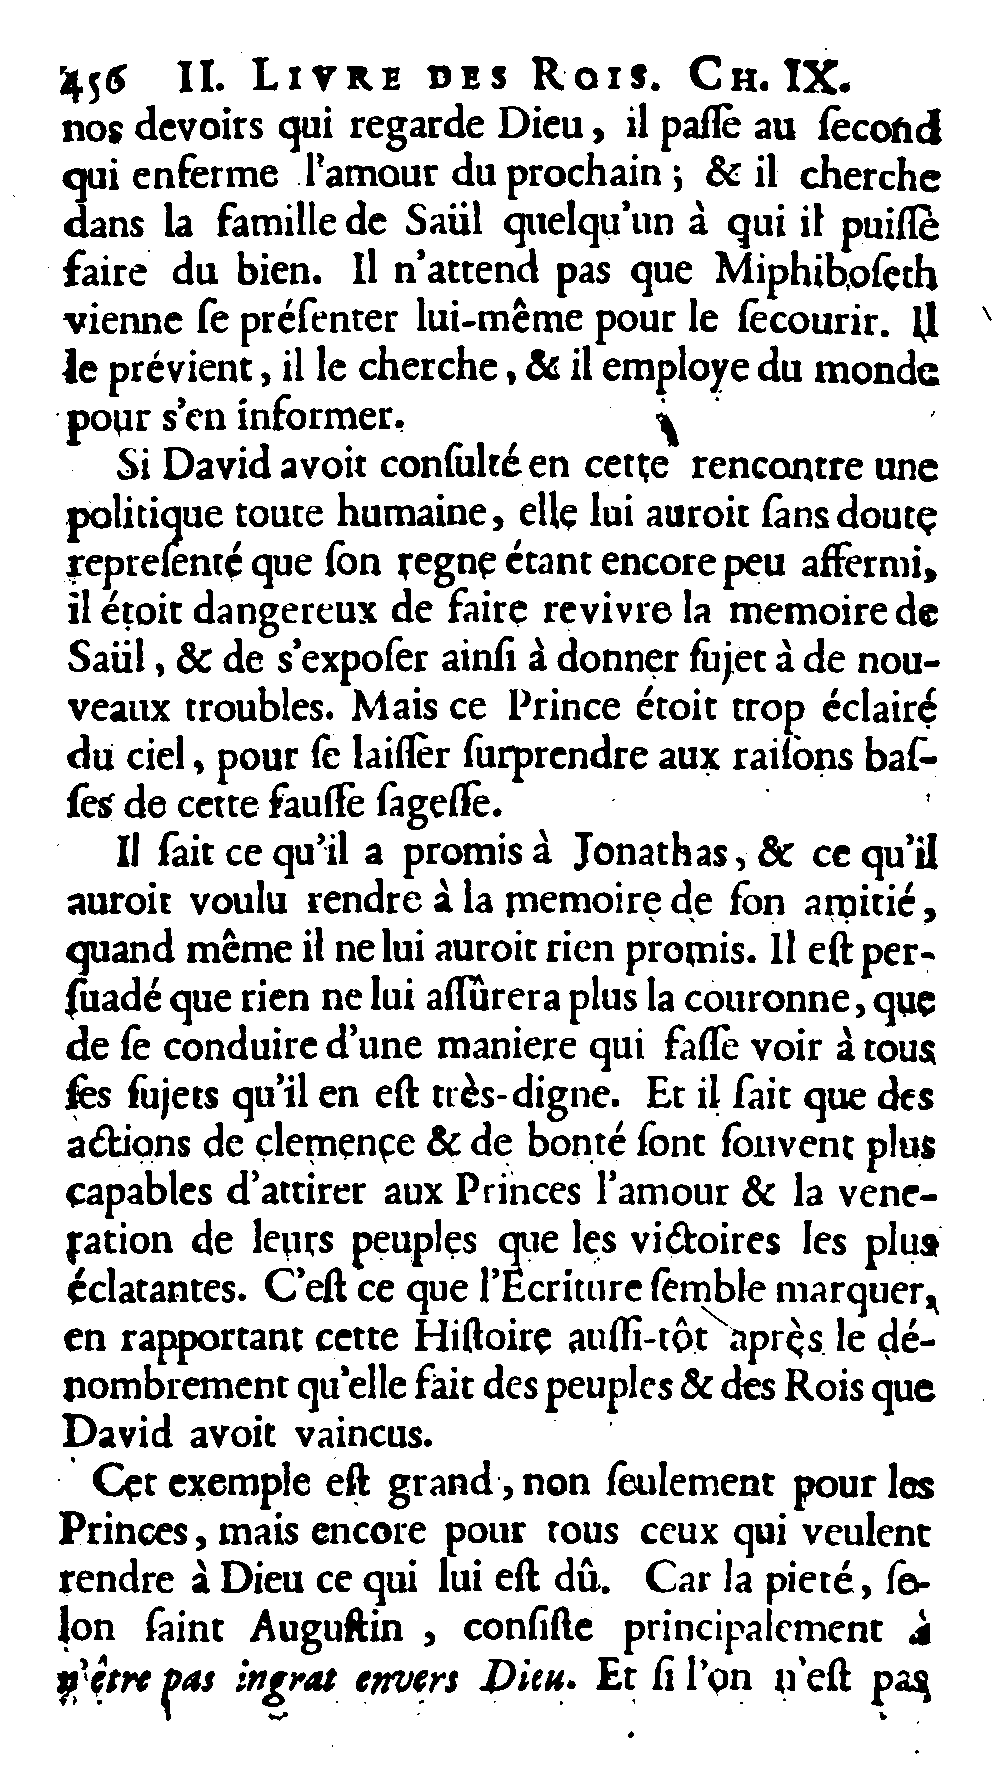 456 II. LIVRE DES ROIS. CH. IX.
nos devoirs qui regarde Dieu, il paſſe au ſecond
qui enferme l'amour du prochain ; & il cherche
dans la famille de Saül quelqu'un à qui il puiſſe
faire du bien. Il n'attend pas que Miphiboſeth
vienne ſe préſenter lui-même pour le ſecourir. Il
le prévient, il le cherche, & il employe du monde
pour s'en informer.
Si David avoit conſulté en cette rencontre une
politique toute humaine, elle lui auroit ſans doute
repreſenté que ſon regne étant encore peu affermi,
il étoit dangereux de faire revivre la memoire de
Saül, & de s'expoſer ainſi à donner ſujet à de nou-
veaux troubles. Mais ce Prince étoit trop éclairé
du ciel, pour ſe laiſſer ſurprendre aux raiſons baſ-
ſes de cette fauſſe ſageſſe.
Il ſait ce qu'il a promis à Jonathas, & ce qu'il
auroit voulu rendre à la memoire de ſon amitié,
quand même il ne lui auroit rien promis. Il eſt per-
ſuadé que rien ne lui aſſûrera plus la couronne, que
de ſe conduire d'une maniere qui faſſe voir à tous
ſes ſujets qu'il en eſt très-digne. Et il ſait que des
actions de clemence & de bonté ſont ſouvent plus
capables d'attirer aux Princes l'amour & la vene-
ration de leurs peuples que les victoires les plus
éclatantes. C'eſt ce que l'Ecriture ſemble marquer,
en rapportant cette Hiſtoire auſſi-tôt après le dé-
nombrement qu'elle fait des peuples & des Rois que
David avoit vaincus.
Cet exemple eſt grand, non ſeulement pour les
Princes, mais encore pour tous ceux qui veulent
rendre à Dieu ce qui lui eſt dû. Car la pieté, ſe-
lon ſaint Auguſtin , conſiſte principalement à
n'être pas ingrat envers Dieu. Et ſi l'on n'eſt pas